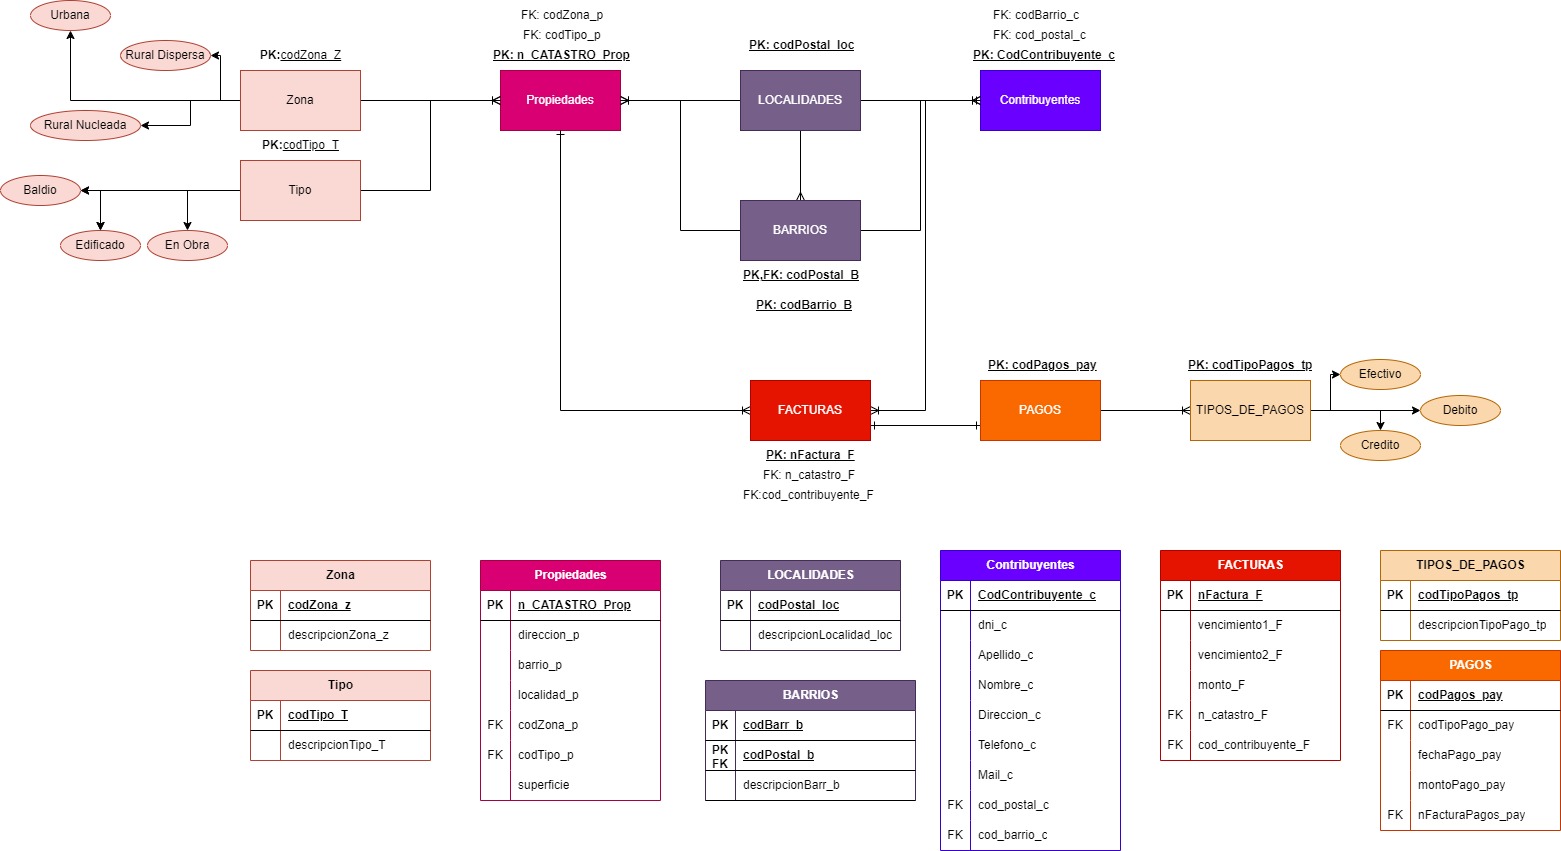 Urbana
Rural Dispersa
Rural Nucleada
PK:codZona_Z
Zona
PK:codTipo_T
Tipo
Baldio
Edificado
En Obra
FK: codZona_p
FK: codTipo_p
PK: n_CATASTRO_Prop
Propiedades
PK: codPostal_loc
LOCALIDADES
BARRIOS
PK,FK: codPostal_B
PK: codBarrio_B
FK: codBarrio_c
FK: cod_postal_c
PK: CodContribuyente_c
Contribuyentes
FACTURAS
PK: nFactura_F
FK: n_catastro_F
FK:cod_contribuyente_F
PK: codPagos_pay
PAGOS
PK: codTipoPagos_tp
TIPOS_DE_PAGOS
Efectivo
Debito
Credito
Zona
PK codZona_z
descripcionZona_z
Tipo
PK codTipo_T
descripcionTipo_T
Propiedades
PK n_CATASTRO_Prop
direccion_p
barrio_p
localidad_p
FK codZona_p
FK codTipo_p
superficie
LOCALIDADES
PK codPostal_loc
descripcionLocalidad_loc
BARRIOS
PK codBarr_b
PK
FK codPostal_b
descripcionBarr_b
Contribuyentes
PK CodContribuyente_c
dni_c
Apellido_c
Nombre_c
Direccion_c
Telefono_c
Mail_c
FK cod_postal_c
FK cod_barrio_c
FACTURAS
PK nFactura_F
vencimiento1_F
vencimiento2_F
monto_F
FK n_catastro_F
FK cod_contribuyente_F
TIPOS_DE_PAGOS
PK codTipoPagos_tp
descripcionTipoPago_tp
PAGOS
PK codPagos_pay
FK codTipoPago_pay
fechaPago_pay
montoPago_pay
FK nFacturaPagos_pay